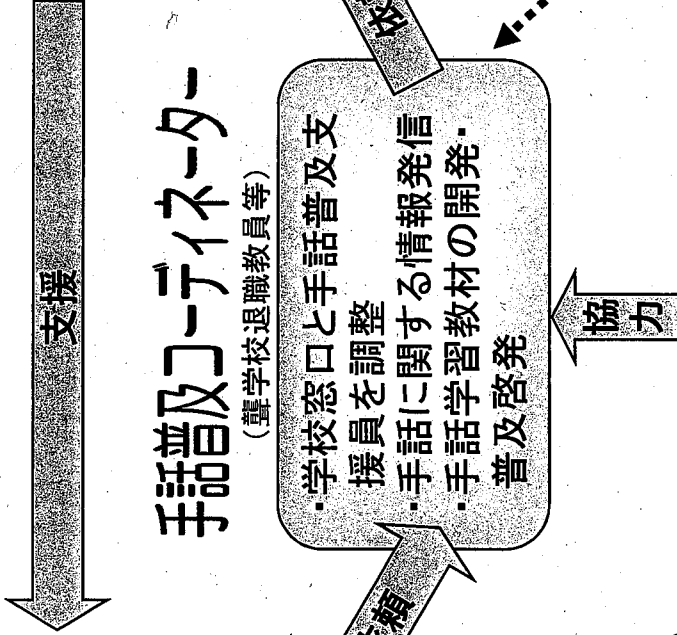 支援
手話普及コーディネーター
(聾学校退職教員等)
・学校窓口と手話普及支
援員を調整
・手話に関する情報発信
・手話学習教材の開発・
普及啓発
協力